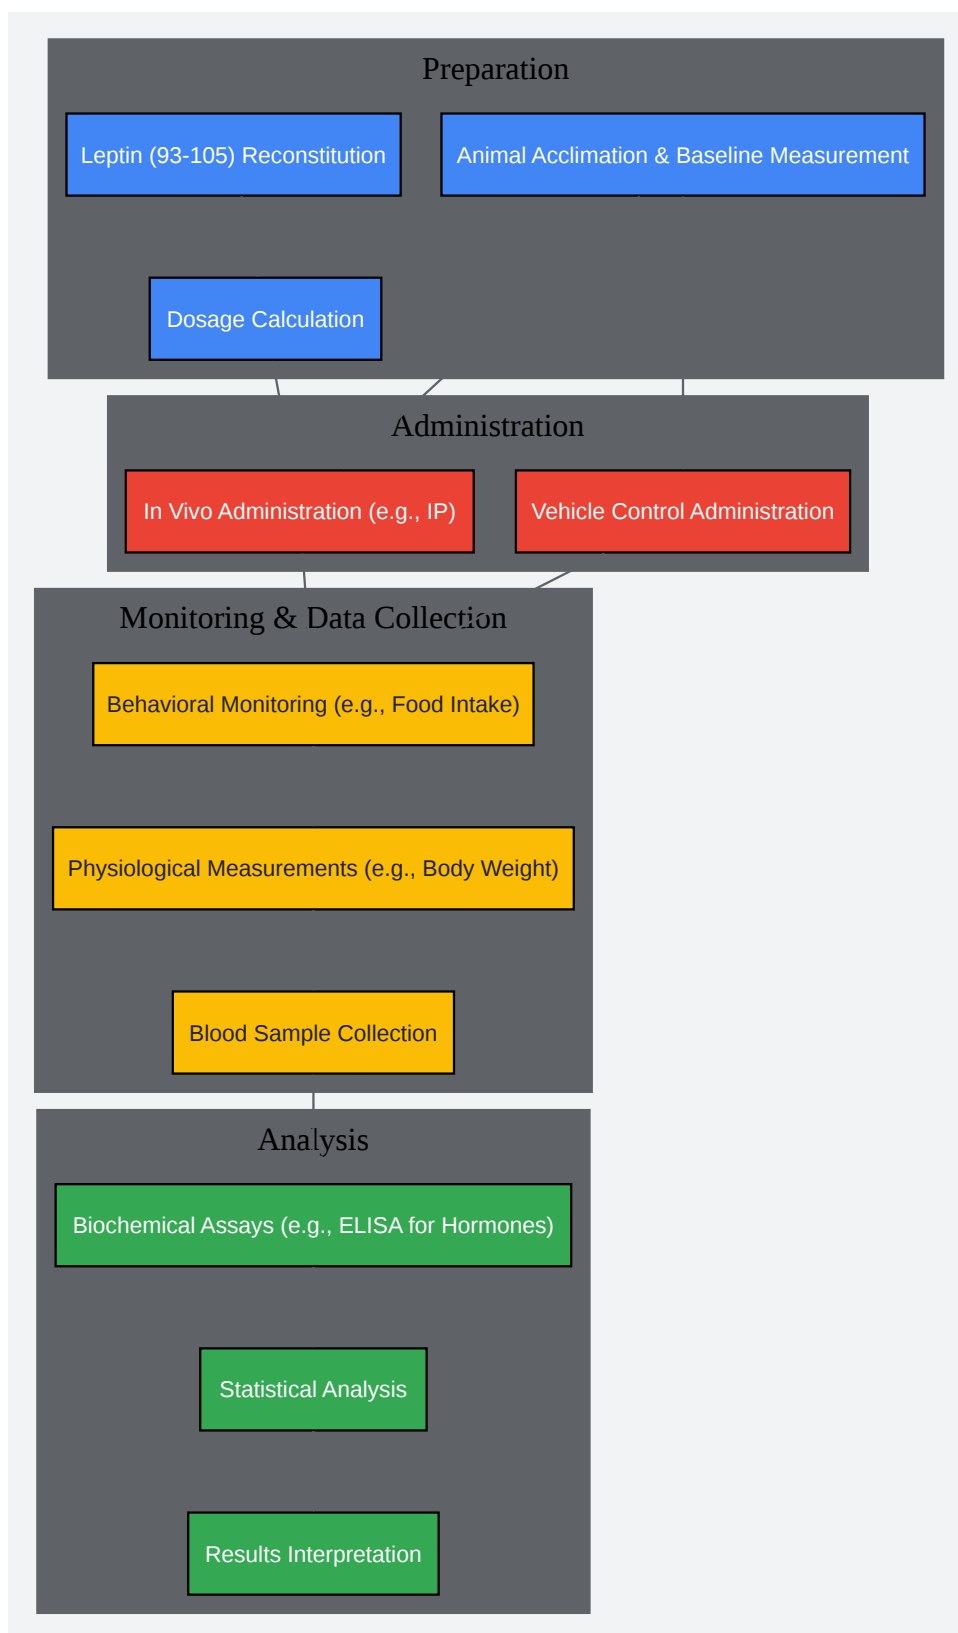 Preparation
Leptin (93-105) Reconstitution
Animal Acclimation & Baseline Measurement
Dosage Calculation
Administration
In Vivo Administration (e.g., IP)
Vehicle Control Administration
Monitoring & Data Collection
Behavioral Monitoring (e.g., Food Intake)
Physiological Measurements (e.g., Body Weight)
Blood Sample Collection
Analysis
Biochemical Assays (e.g., ELISA for Hormones)
Statistical Analysis
Results Interpretation